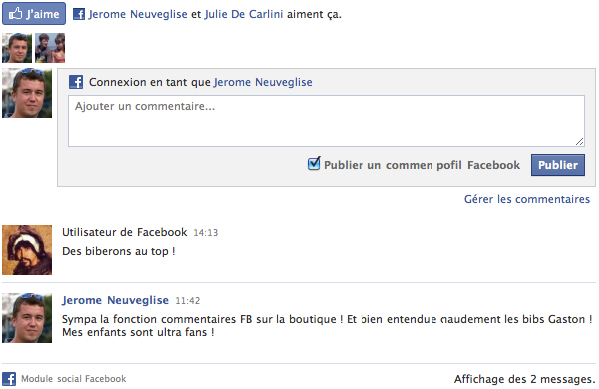 J'aime
Jerome Neuveglise et Julie De Carlini aiment ça.
Connexion en tant que Jerome Neuveglise
Ajouter un commentaire...
Publier un commen pofil Facebook
Publier
Gérer les commentaires
Utilisateur de Facebook 14:13
Des biberons au top !
Jerome Neuveglise 11:42
Sympa la fonction commentaires FB sur la boutique ! Et bien entendue naudement les bibs Gaston !
Mes enfants sont ultra fans !
Module social Facebook
Affichage des 2 messages.